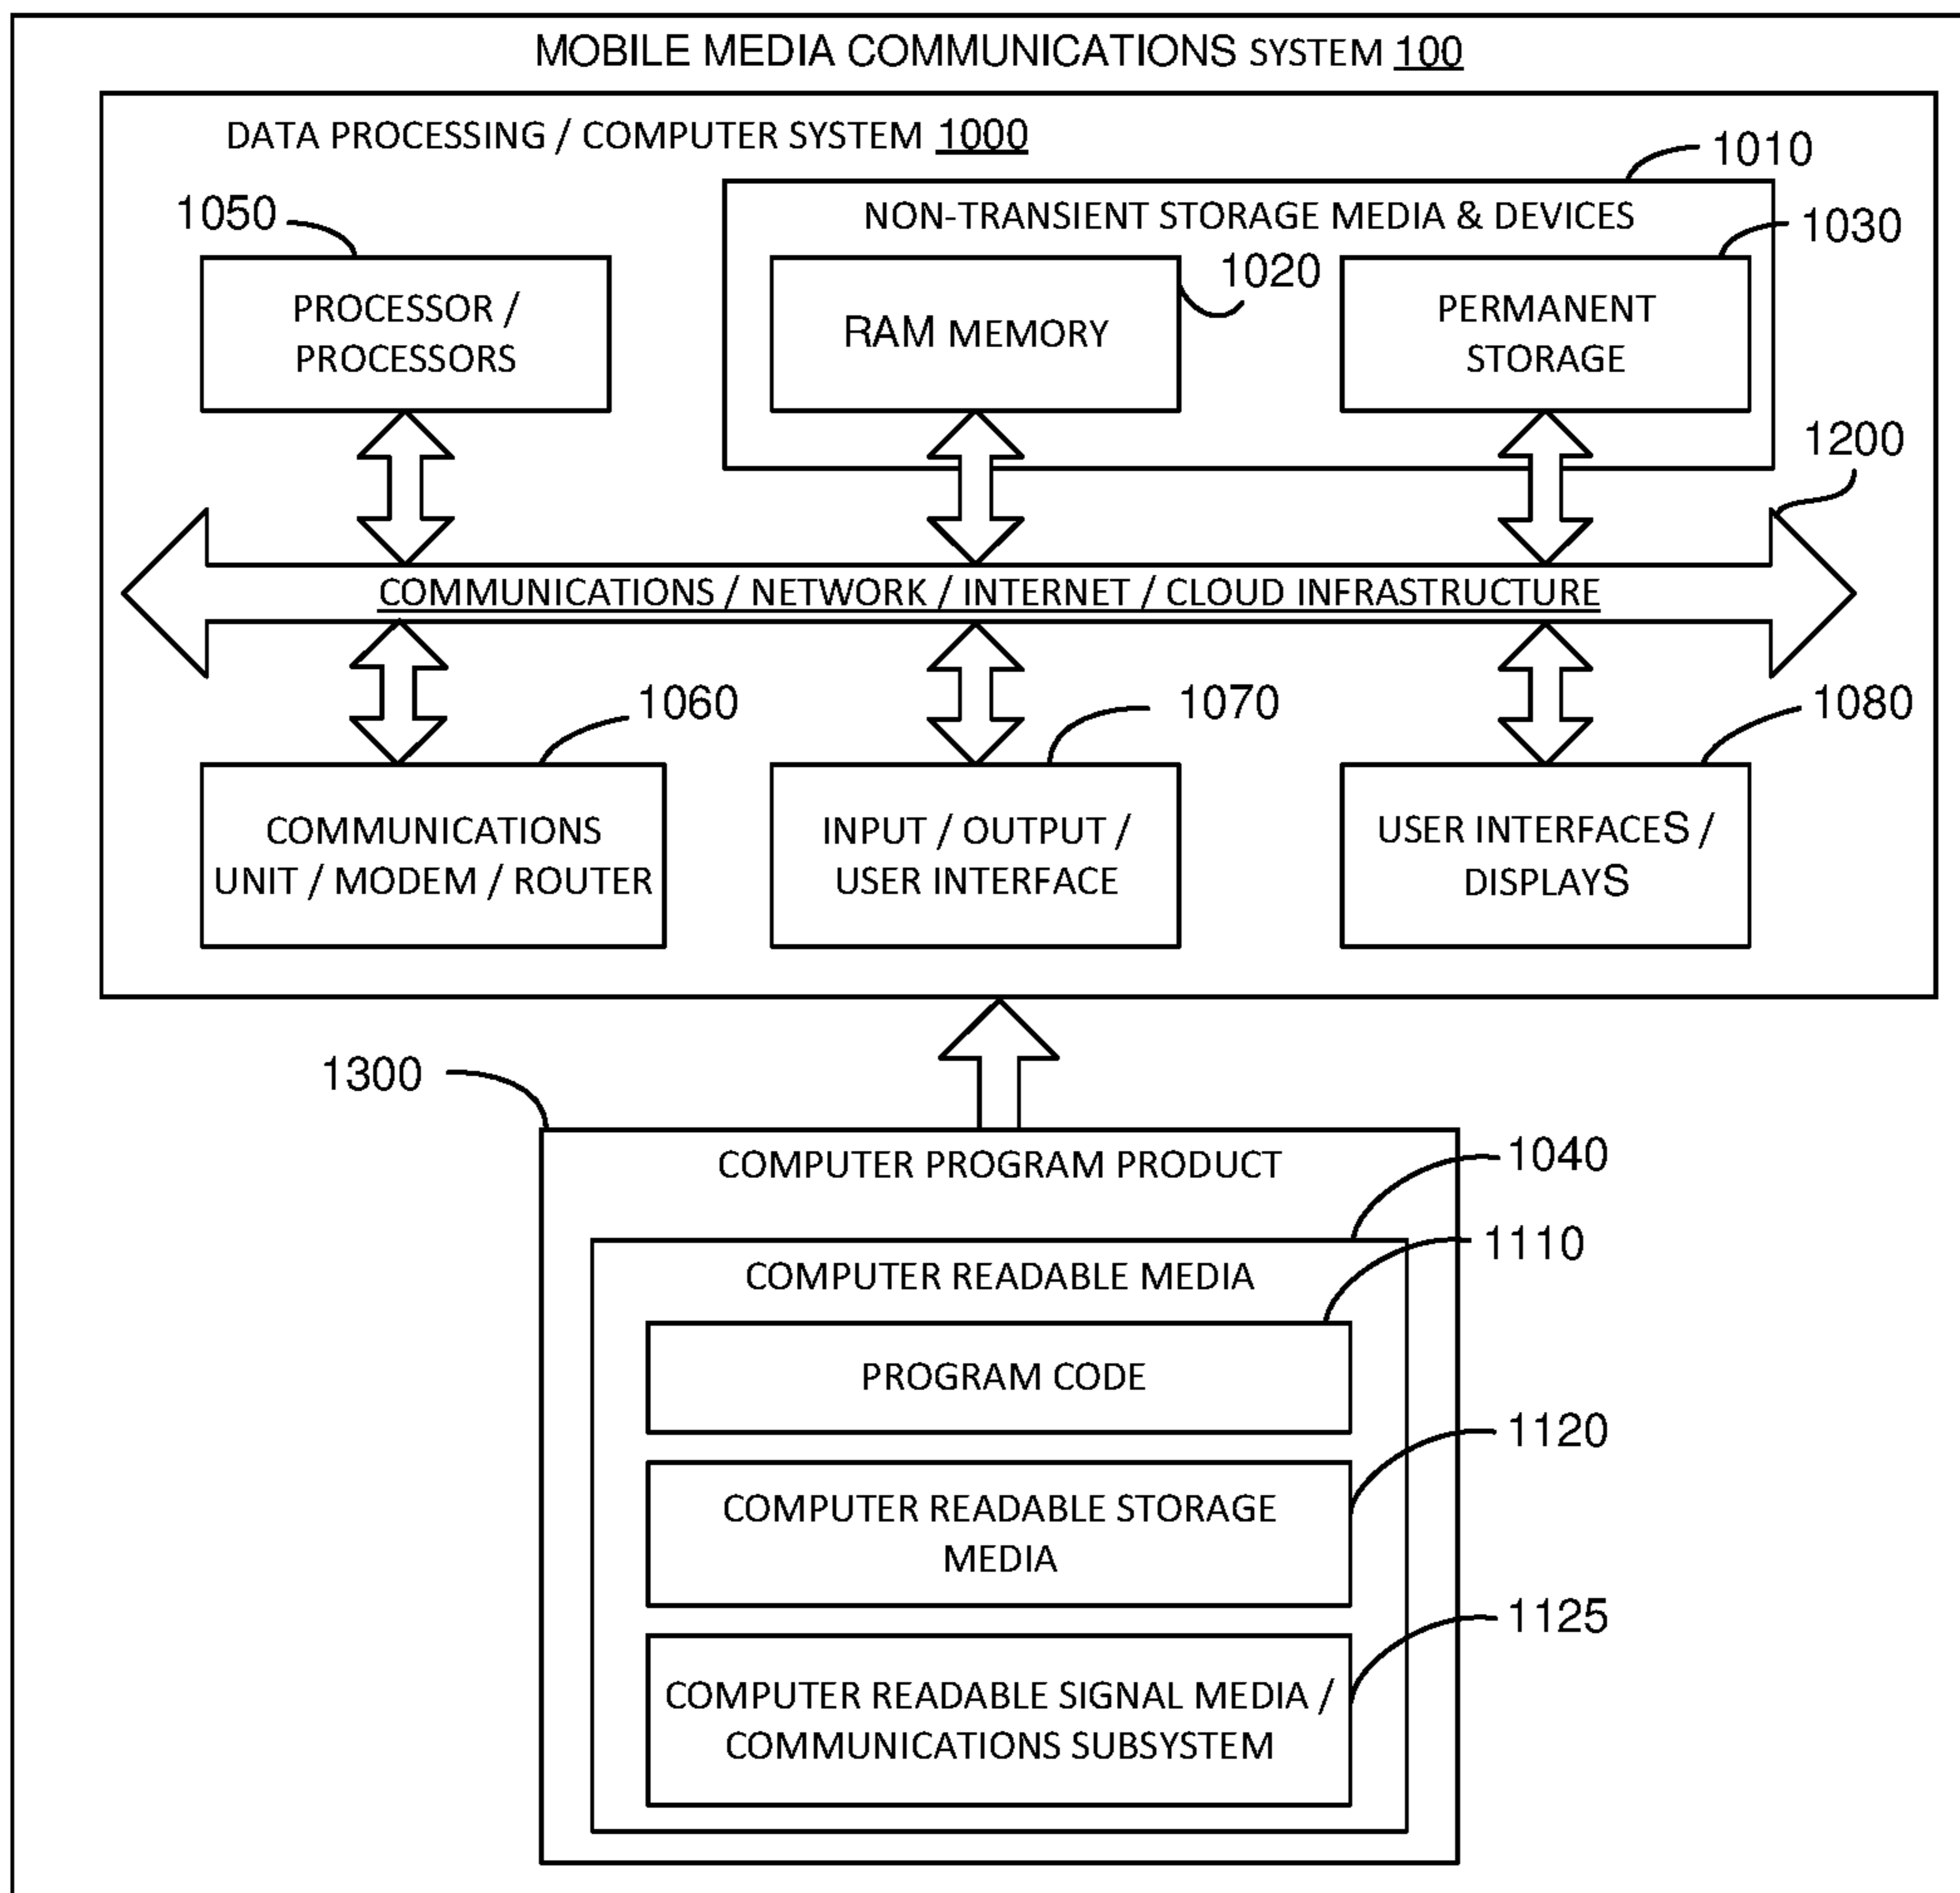 MOBILE MEDIA COMMUNICATIONS SYSTEM 100
DATA PROCESSING / COMPUTER SYSTEM 1000
1010
1050
NON-TRANSIENT STORAGE MEDIA & DEVICES
1030
1020
PROCESSOR /
PROCESSORS
RAM MEMORY
PERMANENT
STORAGE
1200
COMMUNICATIONS / NETWORK / INTERNET / CLOUD INFRASTRUCTURE
1060
1070
1080
COMMUNICATIONS
UNIT / MODEM / ROUTER
INPUT / OUTPUT /
USER INTERFACE
USER INTERFACES /
DISPLAYS
1300
COMPUTER PROGRAM PRODUCT
1040
1110
COMPUTER READABLE MEDIA
PROGRAM CODE
1120
COMPUTER READABLE STORAGE
MEDIA
1125
COMPUTER READABLE SIGNAL MEDIA /
COMMUNICATIONS SUBSYSTEM